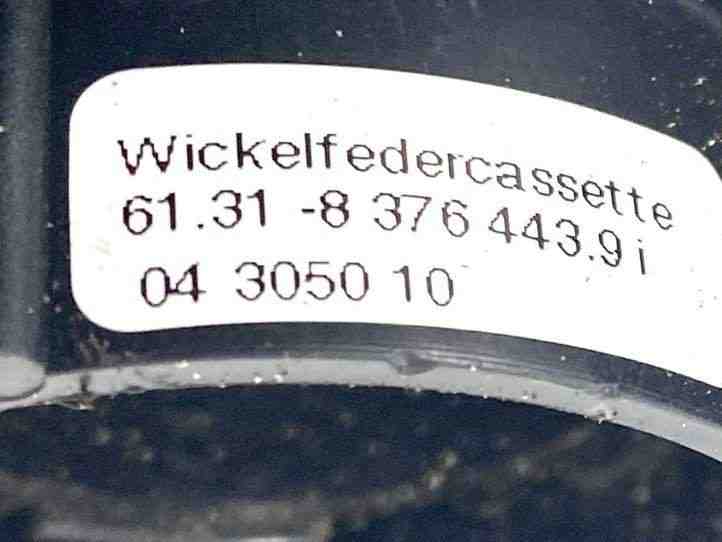 Wickelfedercassette
61.31 -8 376 443.9 i
04 3050 10